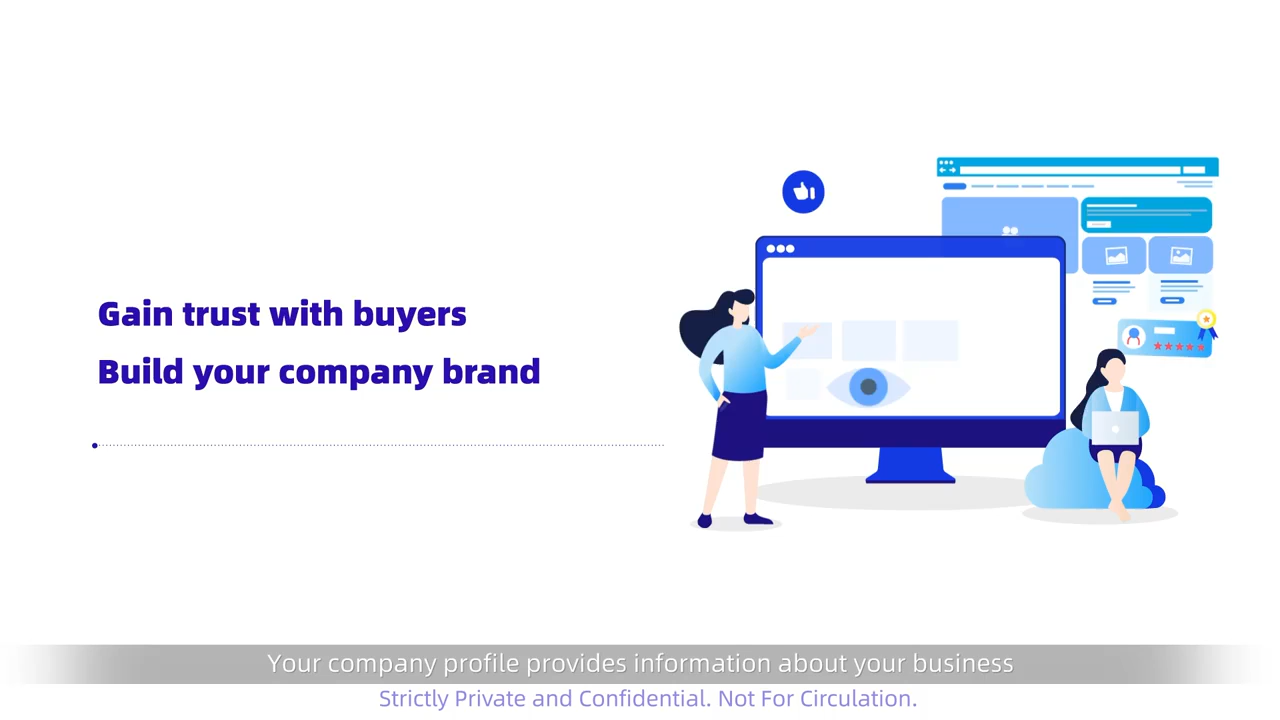 Gain trust with buyers
Build your company brand
Your company profile provides information about your business
Strictly Private and Confidential. Not For Circulation.